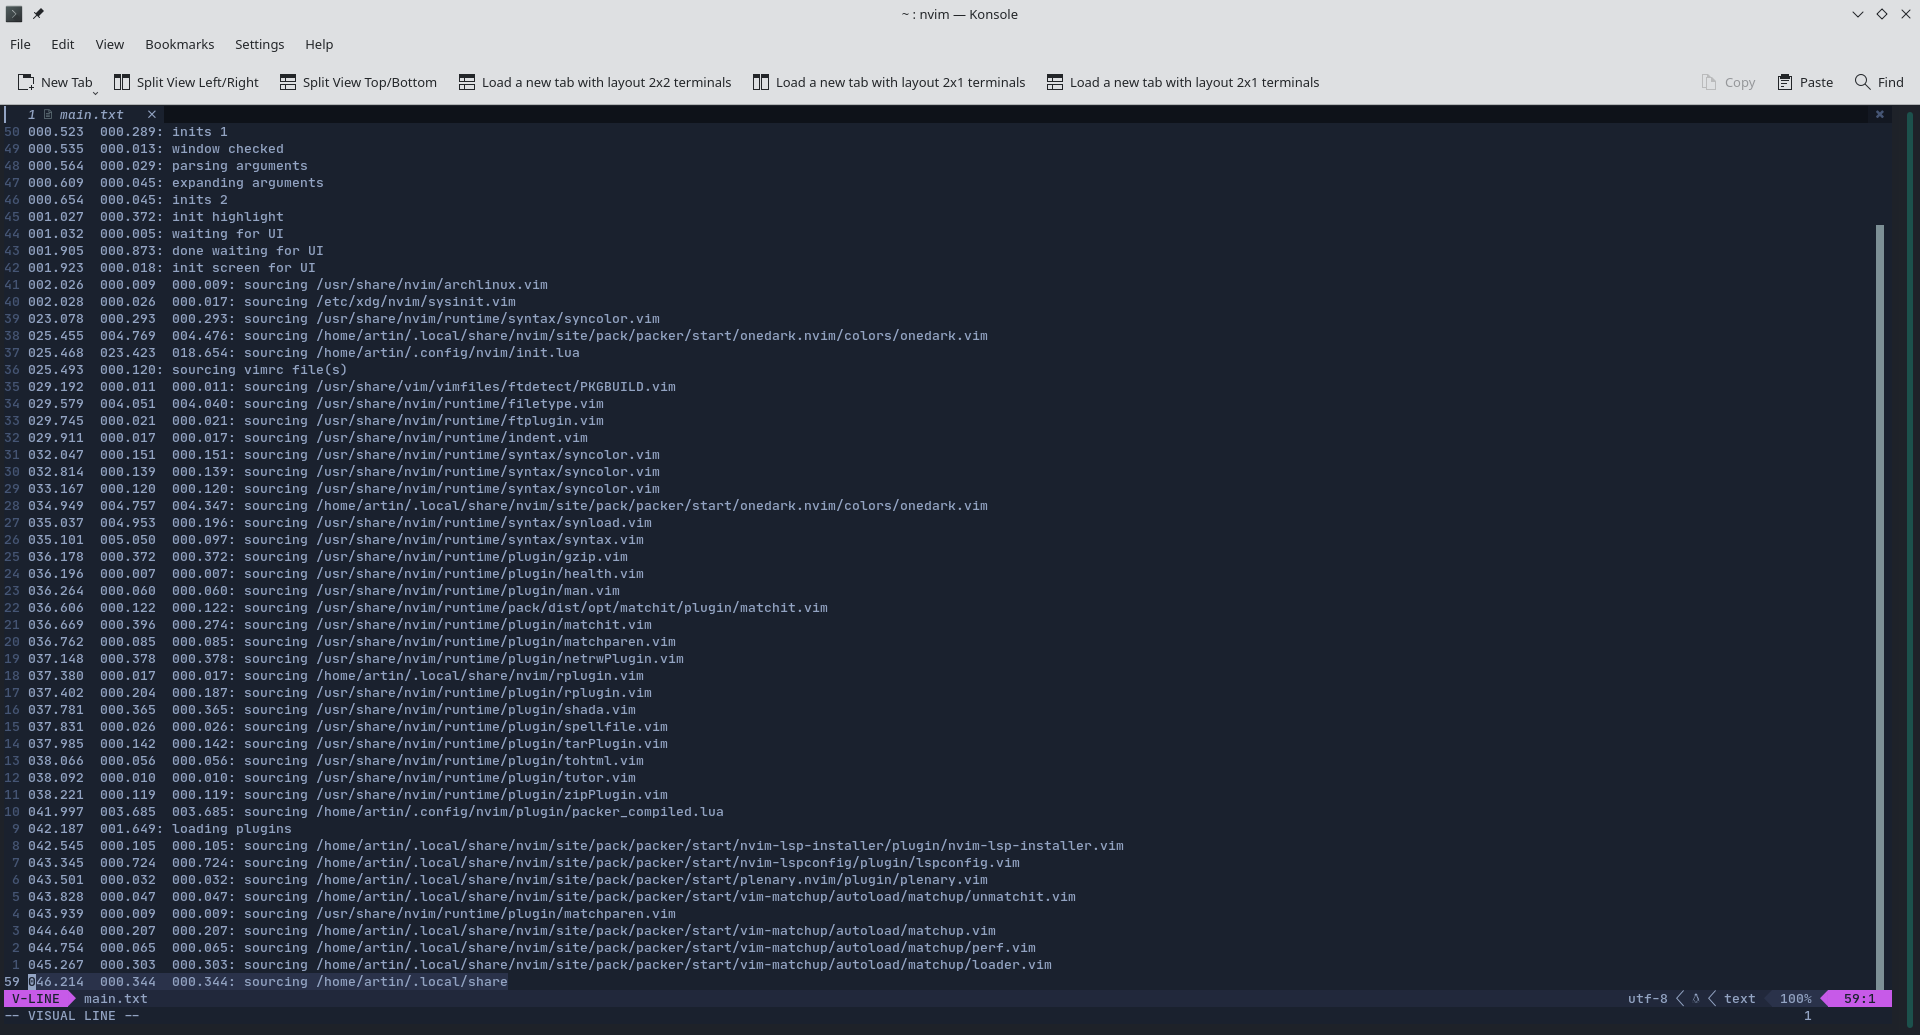 ~ : nvim — Konsole
File Edit View Bookmarks Settings Help
New Tab Split View Left/Right Split View Top/Bottom Load a new tab with layout 2x2 terminals Load a new tab with layout 2x1 terminals Load a new tab with layout 2x1 terminals Copy Paste Find
1 main.txt
50 000.523  000.289: inits 1
49 000.535  000.013: window checked
48 000.564  000.029: parsing arguments
47 000.609  000.045: expanding arguments
46 000.654  000.045: inits 2
45 001.027  000.372: init highlight
44 001.032  000.005: waiting for UI
43 001.905  000.873: done waiting for UI
42 001.923  000.018: init screen for UI
41 002.026  000.009  000.009: sourcing /usr/share/nvim/archlinux.vim
40 002.028  000.026  000.017: sourcing /etc/xdg/nvim/sysinit.vim
39 023.078  000.293  000.293: sourcing /usr/share/nvim/runtime/syntax/syncolor.vim
38 025.455  004.769  004.476: sourcing /home/artin/.local/share/nvim/site/pack/packer/start/onedark.nvim/colors/onedark.vim
37 025.468  023.423  018.654: sourcing /home/artin/.config/nvim/init.lua
36 025.493  000.120: sourcing vimrc file(s)
35 029.192  000.011  000.011: sourcing /usr/share/vim/vimfiles/ftdetect/PKGBUILD.vim
34 029.579  004.051  004.040: sourcing /usr/share/nvim/runtime/filetype.vim
33 029.745  000.021  000.021: sourcing /usr/share/nvim/runtime/ftplugin.vim
32 029.911  000.017  000.017: sourcing /usr/share/nvim/runtime/indent.vim
31 032.047  000.151  000.151: sourcing /usr/share/nvim/runtime/syntax/syncolor.vim
30 032.814  000.139  000.139: sourcing /usr/share/nvim/runtime/syntax/syncolor.vim
29 033.167  000.120  000.120: sourcing /usr/share/nvim/runtime/syntax/syncolor.vim
28 034.949  004.757  004.347: sourcing /home/artin/.local/share/nvim/site/pack/packer/start/onedark.nvim/colors/onedark.vim
27 035.037  004.953  000.196: sourcing /usr/share/nvim/runtime/syntax/synload.vim
26 035.101  005.050  000.097: sourcing /usr/share/nvim/runtime/syntax/syntax.vim
25 036.178  000.372  000.372: sourcing /usr/share/nvim/runtime/plugin/gzip.vim
24 036.196  000.007  000.007: sourcing /usr/share/nvim/runtime/plugin/health.vim
23 036.264  000.060  000.060: sourcing /usr/share/nvim/runtime/plugin/man.vim
22 036.606  000.122  000.122: sourcing /usr/share/nvim/runtime/pack/dist/opt/matchit/plugin/matchit.vim
21 036.669  000.396  000.274: sourcing /usr/share/nvim/runtime/plugin/matchit.vim
20 036.762  000.085  000.085: sourcing /usr/share/nvim/runtime/plugin/matchparen.vim
19 037.148  000.378  000.378: sourcing /usr/share/nvim/runtime/plugin/netrwPlugin.vim
18 037.380  000.017  000.017: sourcing /home/artin/.local/share/nvim/rplugin.vim
17 037.402  000.204  000.187: sourcing /usr/share/nvim/runtime/plugin/rplugin.vim
16 037.781  000.365  000.365: sourcing /usr/share/nvim/runtime/plugin/shada.vim
15 037.831  000.026  000.026: sourcing /usr/share/nvim/runtime/plugin/spellfile.vim
14 037.985  000.142  000.142: sourcing /usr/share/nvim/runtime/plugin/tarPlugin.vim
13 038.066  000.056  000.056: sourcing /usr/share/nvim/runtime/plugin/tohtml.vim
12 038.092  000.010  000.010: sourcing /usr/share/nvim/runtime/plugin/tutor.vim
11 038.221  000.119  000.119: sourcing /usr/share/nvim/runtime/plugin/zipPlugin.vim
10 041.997  003.685  003.685: sourcing /home/artin/.config/nvim/plugin/packer_compiled.lua
9 042.187  001.649: loading plugins
8 042.545  000.105  000.105: sourcing /home/artin/.local/share/nvim/site/pack/packer/start/nvim-lsp-installer/plugin/nvim-lsp-installer.vim
7 043.345  000.724  000.724: sourcing /home/artin/.local/share/nvim/site/pack/packer/start/nvim-lspconfig/plugin/lspconfig.vim
6 043.501  000.032  000.032: sourcing /home/artin/.local/share/nvim/site/pack/packer/start/plenary.nvim/plugin/plenary.vim
5 043.828  000.047  000.047: sourcing /home/artin/.local/share/nvim/site/pack/packer/start/vim-matchup/autoload/matchup/unmatchit.vim
4 043.939  000.009  000.009: sourcing /usr/share/nvim/runtime/plugin/matchparen.vim
3 044.640  000.207  000.207: sourcing /home/artin/.local/share/nvim/site/pack/packer/start/vim-matchup/autoload/matchup.vim
2 044.754  000.065  000.065: sourcing /home/artin/.local/share/nvim/site/pack/packer/start/vim-matchup/autoload/matchup/perf.vim
1 045.267  000.303  000.303: sourcing /home/artin/.local/share/nvim/site/pack/packer/start/vim-matchup/autoload/matchup/loader.vim
59 046.214  000.344  000.344: sourcing /home/artin/.local/share
V-LINE main.txt utf-8 text 100% 59:1
-- VISUAL LINE -- 1